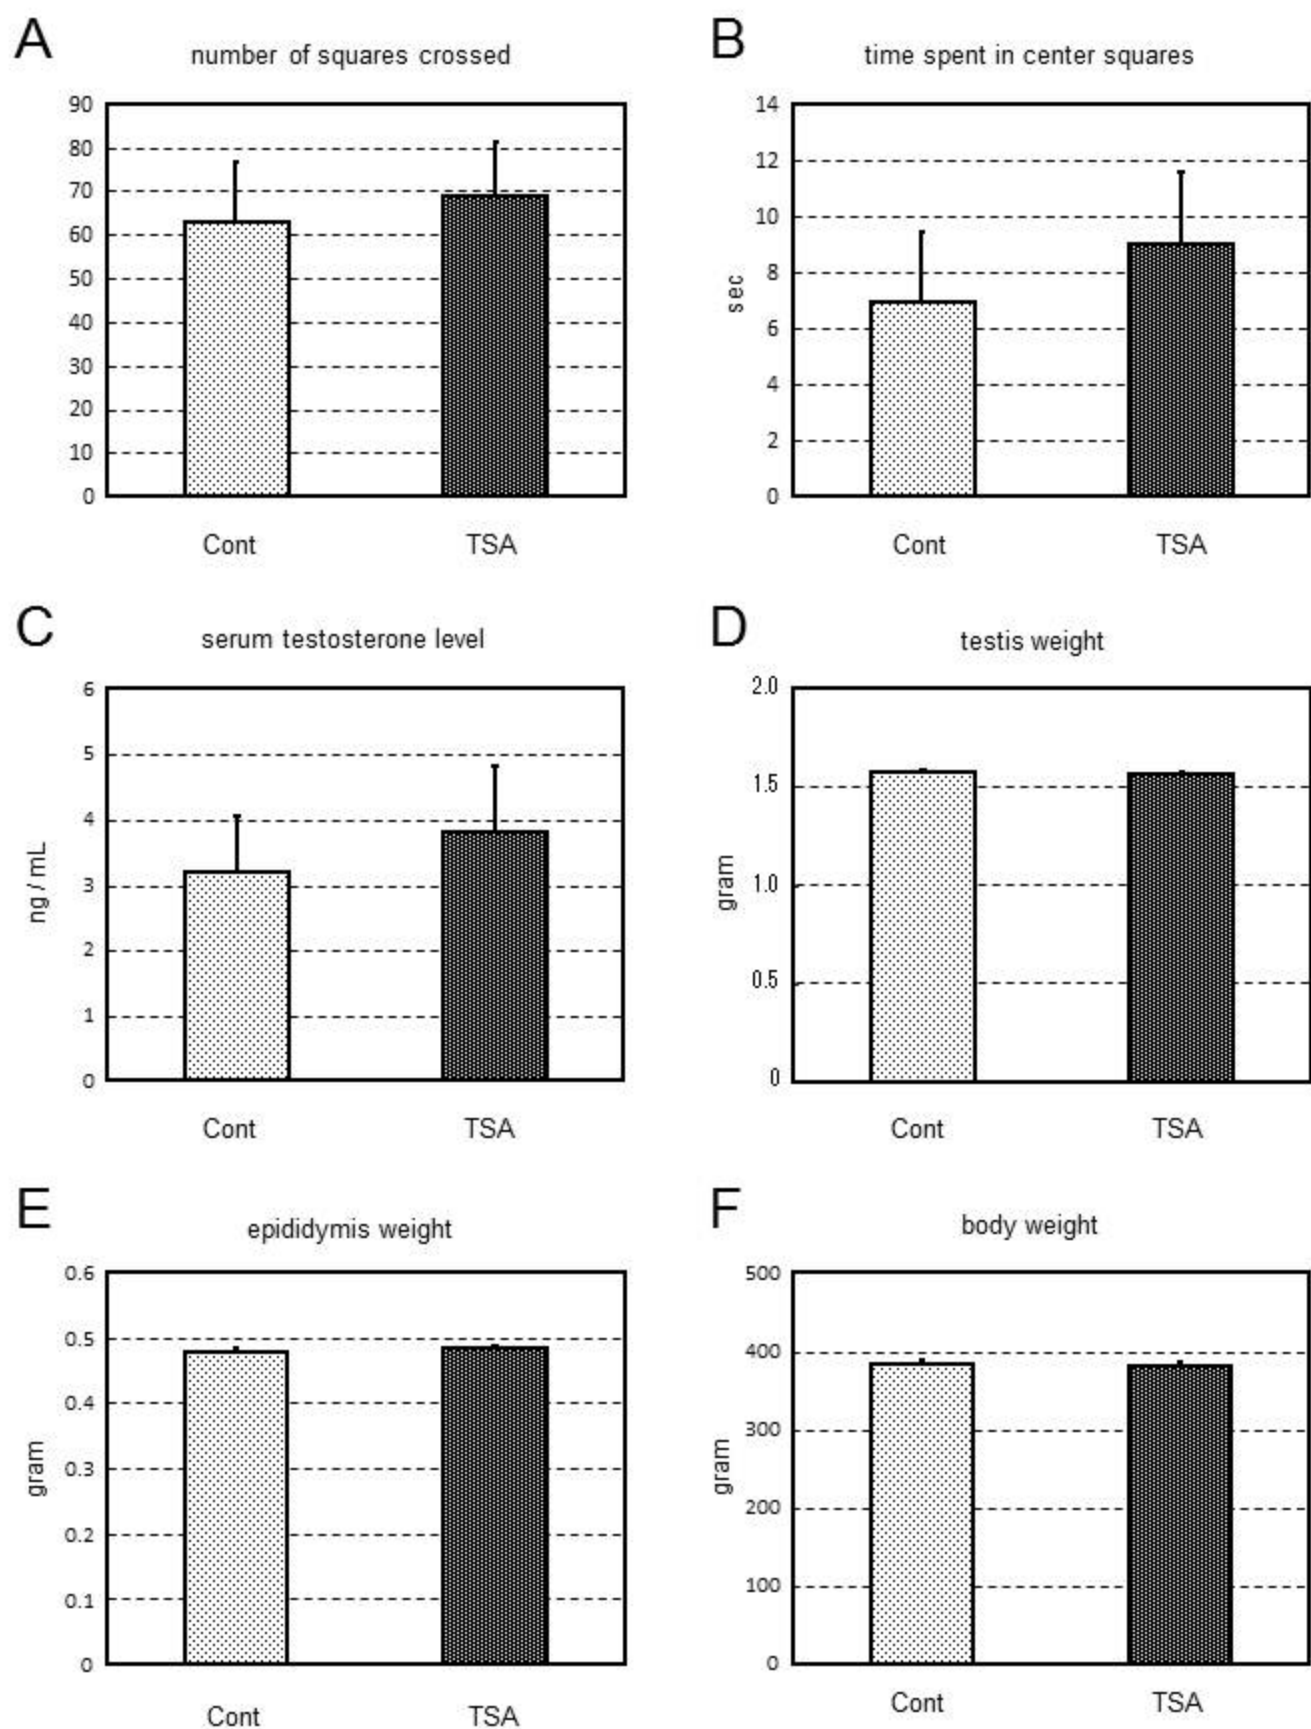 A
number of squares crossed
90
80
70
60
50
40
30
20
10
0
Cont TSA
B
time spent in center squares
14
12
10
8
6
4
2
0
sec
Cont TSA
C
serum testosterone level
6
5
4
3
2
1
0
ng / mL
Cont TSA
D
testis weight
2.0
1.5
1.0
0.5
0
gram
Cont TSA
E
epididymis weight
0.6
0.5
0.4
0.3
0.2
0.1
0
gram
Cont TSA
F
body weight
500
400
300
200
100
0
gram
Cont TSA